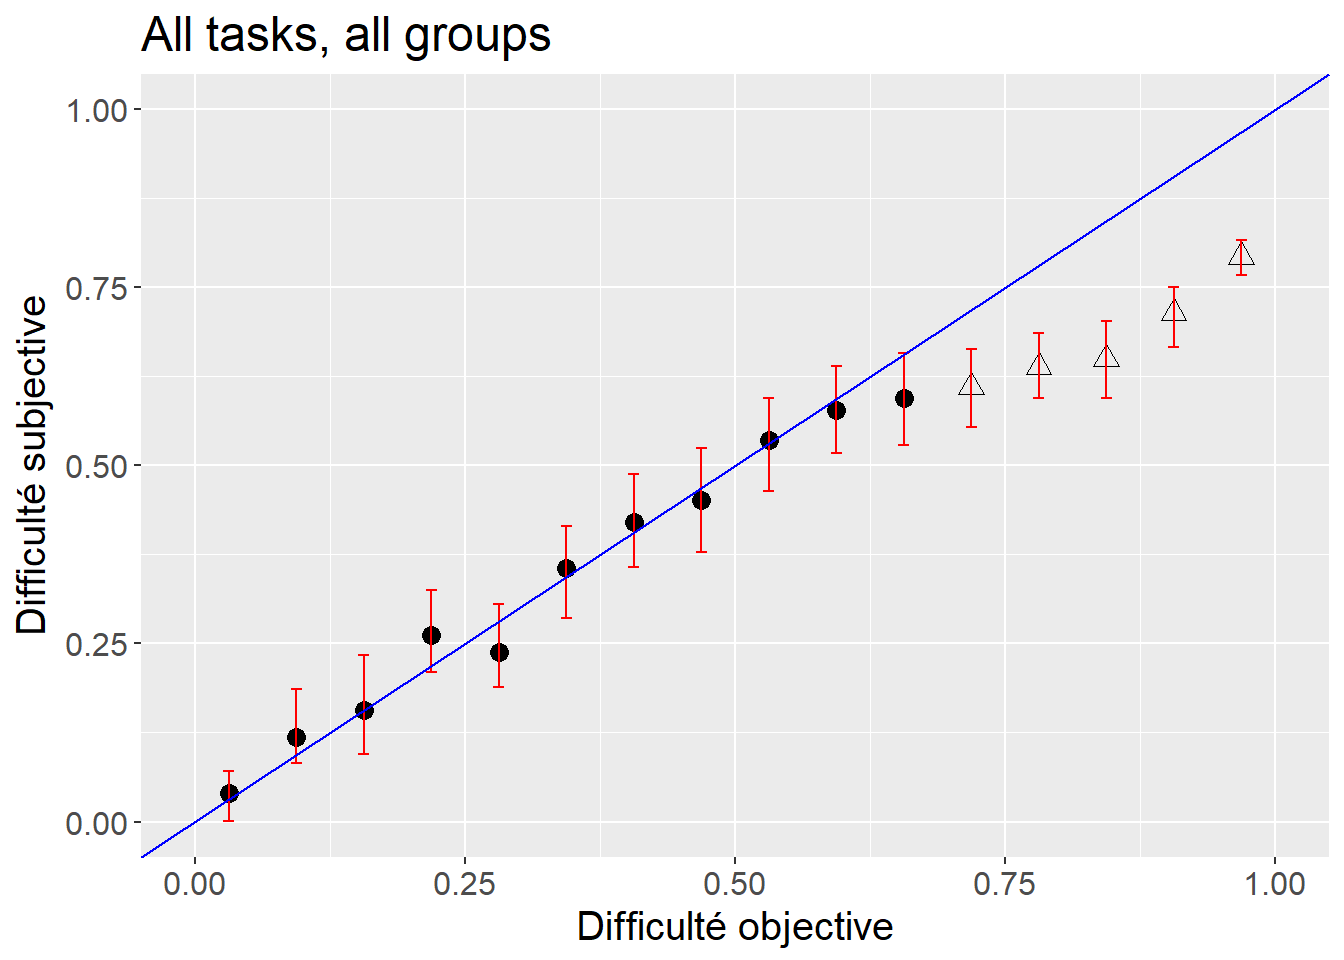 All tasks, all groups
1.00
0.75
0.50
0.25
0.00
Difficulté subjective
0.00 0.25 0.50 0.75 1.00
Difficulté objective